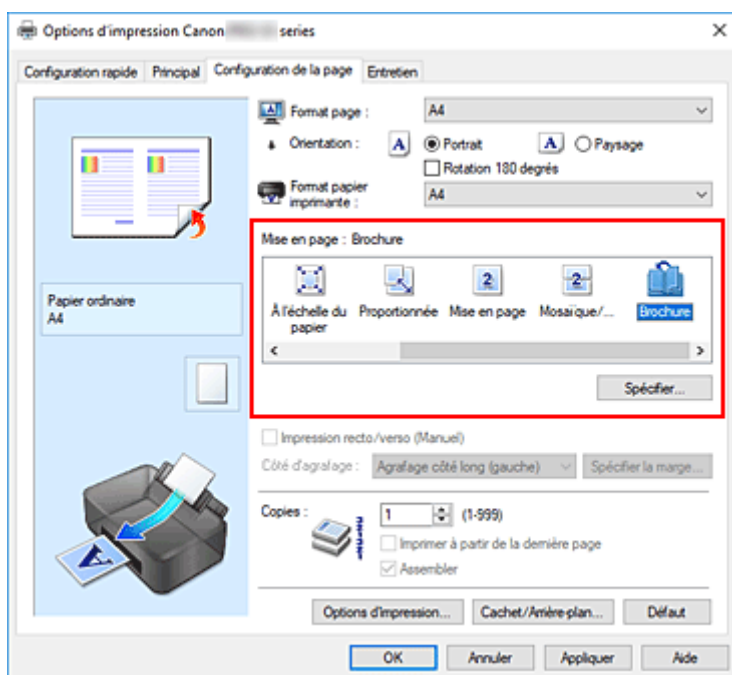 Options d'impression Canon series
Configuration rapide Principal Configuration de la page Entretien
Format page : A4
Orientation : A Portrait A Paysage
Rotation 180 degrés
Format papier
imprimante : A4
Mise en page : Brochure
2 2
À l'échelle du
papier Proportionnée Mise en page Mosaïque/... Brochure
Spécifier...
Papier ordinaire
A4
Impression recto/verso (Manuel)
Côté d'agrafage : Agrafage côté long (gauche) Spécifier la marge...
Copies : 1 (1-999)
Imprimer à partir de la dernière page
Assembler
A
Options d'impression... Cachet/Arrière-plan... Défaut
OK Annuler Appliquer Aide